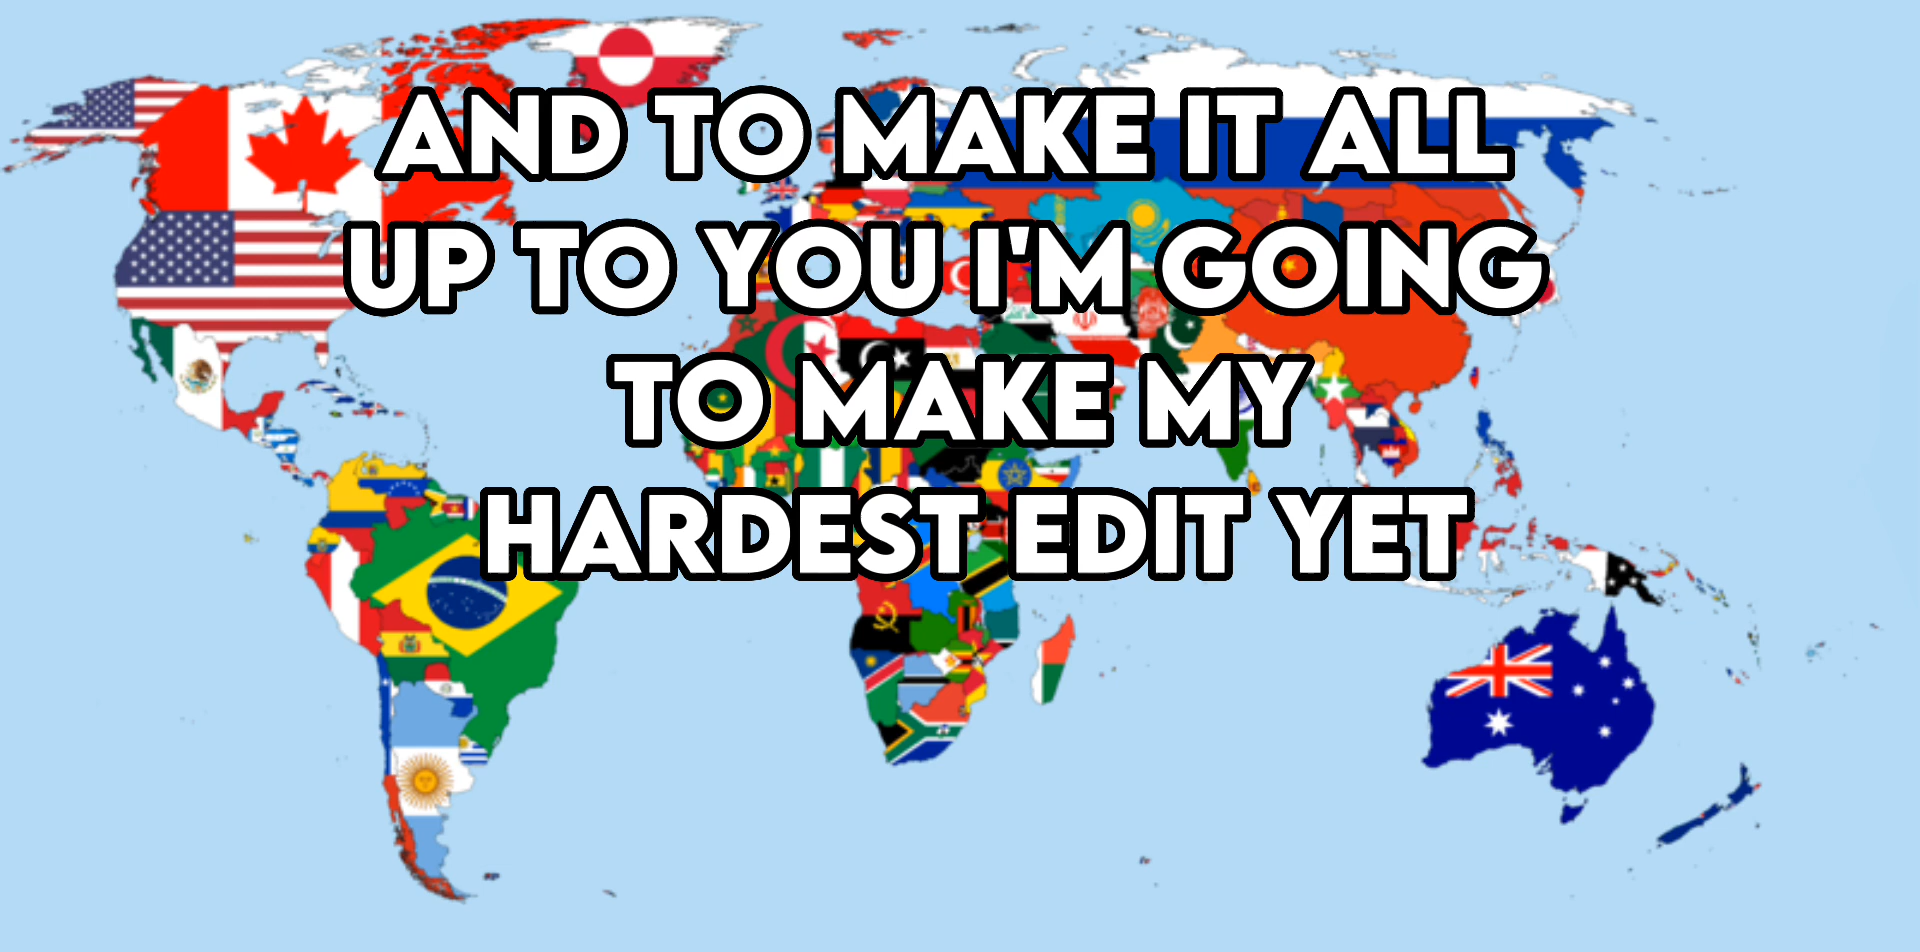 AND TO MAKE IT ALL
UP TO YOU I'M GOING
TO MAKE MY
HARDEST EDIT YET